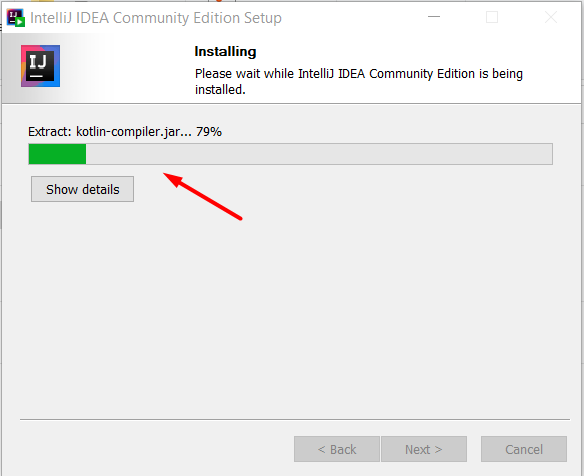 IntelliJ IDEA Community Edition Setup
IJ
Installing
Please wait while IntelliJ IDEA Community Edition is being
installed.
Extract: kotlin-compiler.jar... 79%
Show details
< Back Next > Cancel